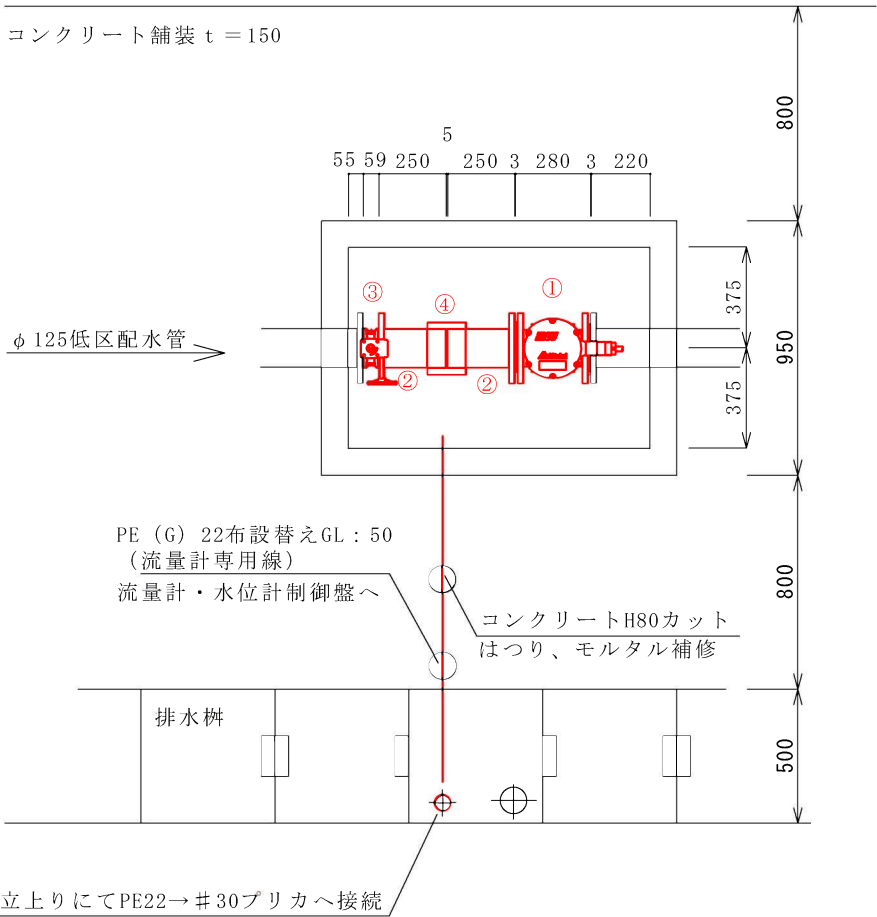 コンクリート舗装ｔ＝150
800
5
55 59 250 250 3 280 3 220
③ ④ ①
375
φ125低区配水管
950
② ②
375
PE（G）22布設替えGL：50
（流量計専用線）
流量計・水位計制御盤へ
800
コンクリートH80カット
はつり、モルタル補修
排水桝
500
立上りにてPE22→＃30プリカへ接続